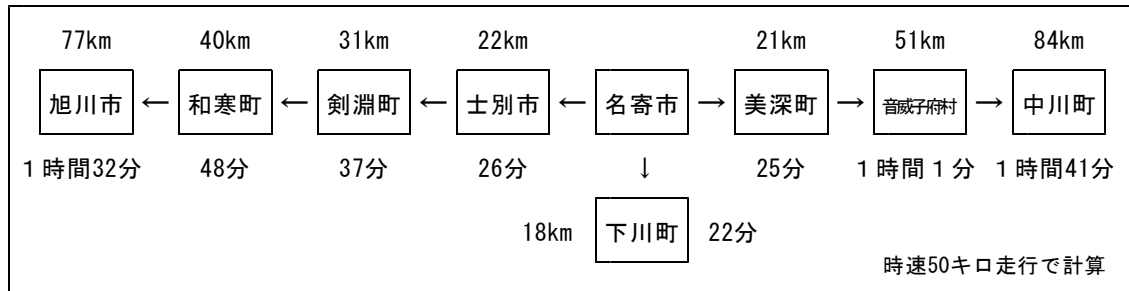 77km 40km 31km 22km 21km 51km 84km
旭川市 ← 和寒町 ← 剣淵町 ← 士別市 ← 名寄市 → 美深町 → 音威子府村 → 中川町
1時間32分 48分 37分 26分 ↓ 25分 1時間1分 1時間41分
18km 下川町 22分
時速50キロ走行で計算